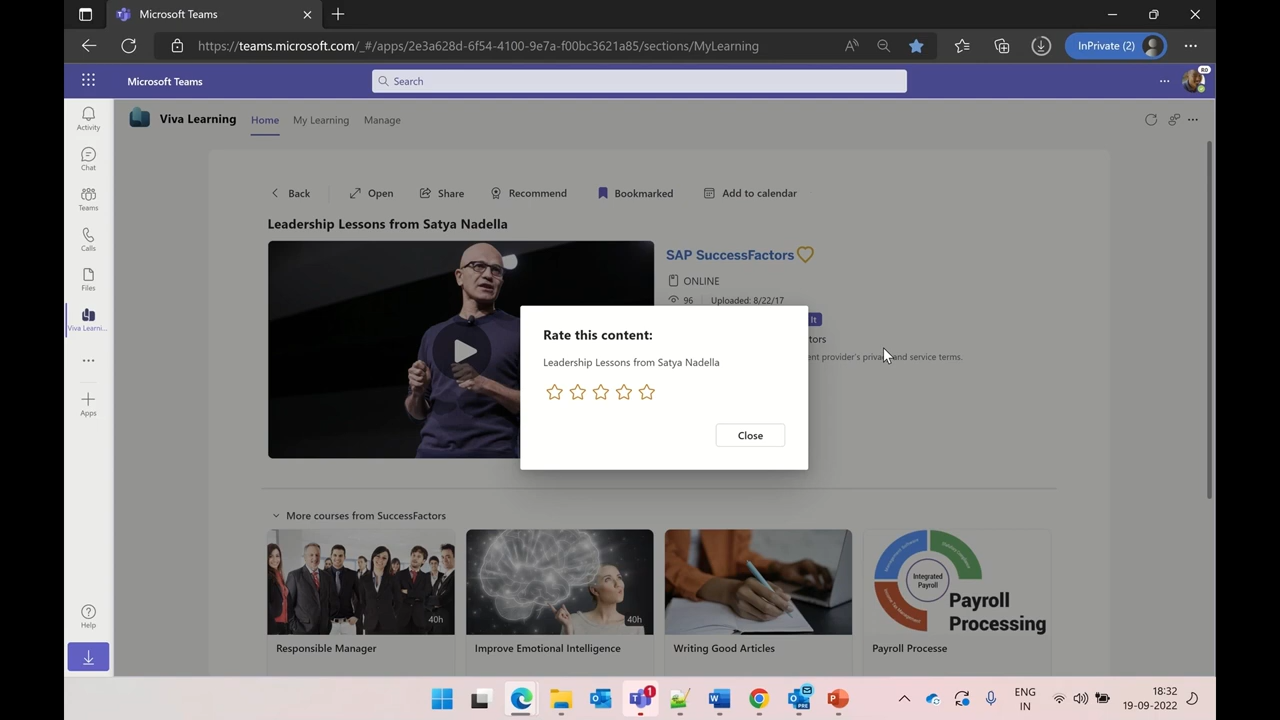 Microsoft Teams
https://teams.microsoft.com/_#/apps/2e3a628d-6f54-4100-9e7a-f00bc3621a85/sections/MyLearning
InPrivate (2)
Microsoft Teams
Search
RO
Activity
Chat
Teams
Calls
Files
Viva Learni...
Apps
Help
Viva Learning
Home
My Learning
Manage
Back
Open
Share
Recommend
Bookmarked
Add to calendar
Leadership Lessons from Satya Nadella
SAP SuccessFactors
ONLINE
96 Uploaded: 8/22/17
It
tors
ent provider's priva and service terms.
Rate this content:
Leadership Lessons from Satya Nadella
Close
More courses from SuccessFactors
40h
Responsible Manager
40h
Improve Emotional Intelligence
Writing Good Articles
Integrated
Payroll
Payroll
Processing
Payroll Processe
1
PRE
ENG
IN
18:32
19-09-2022